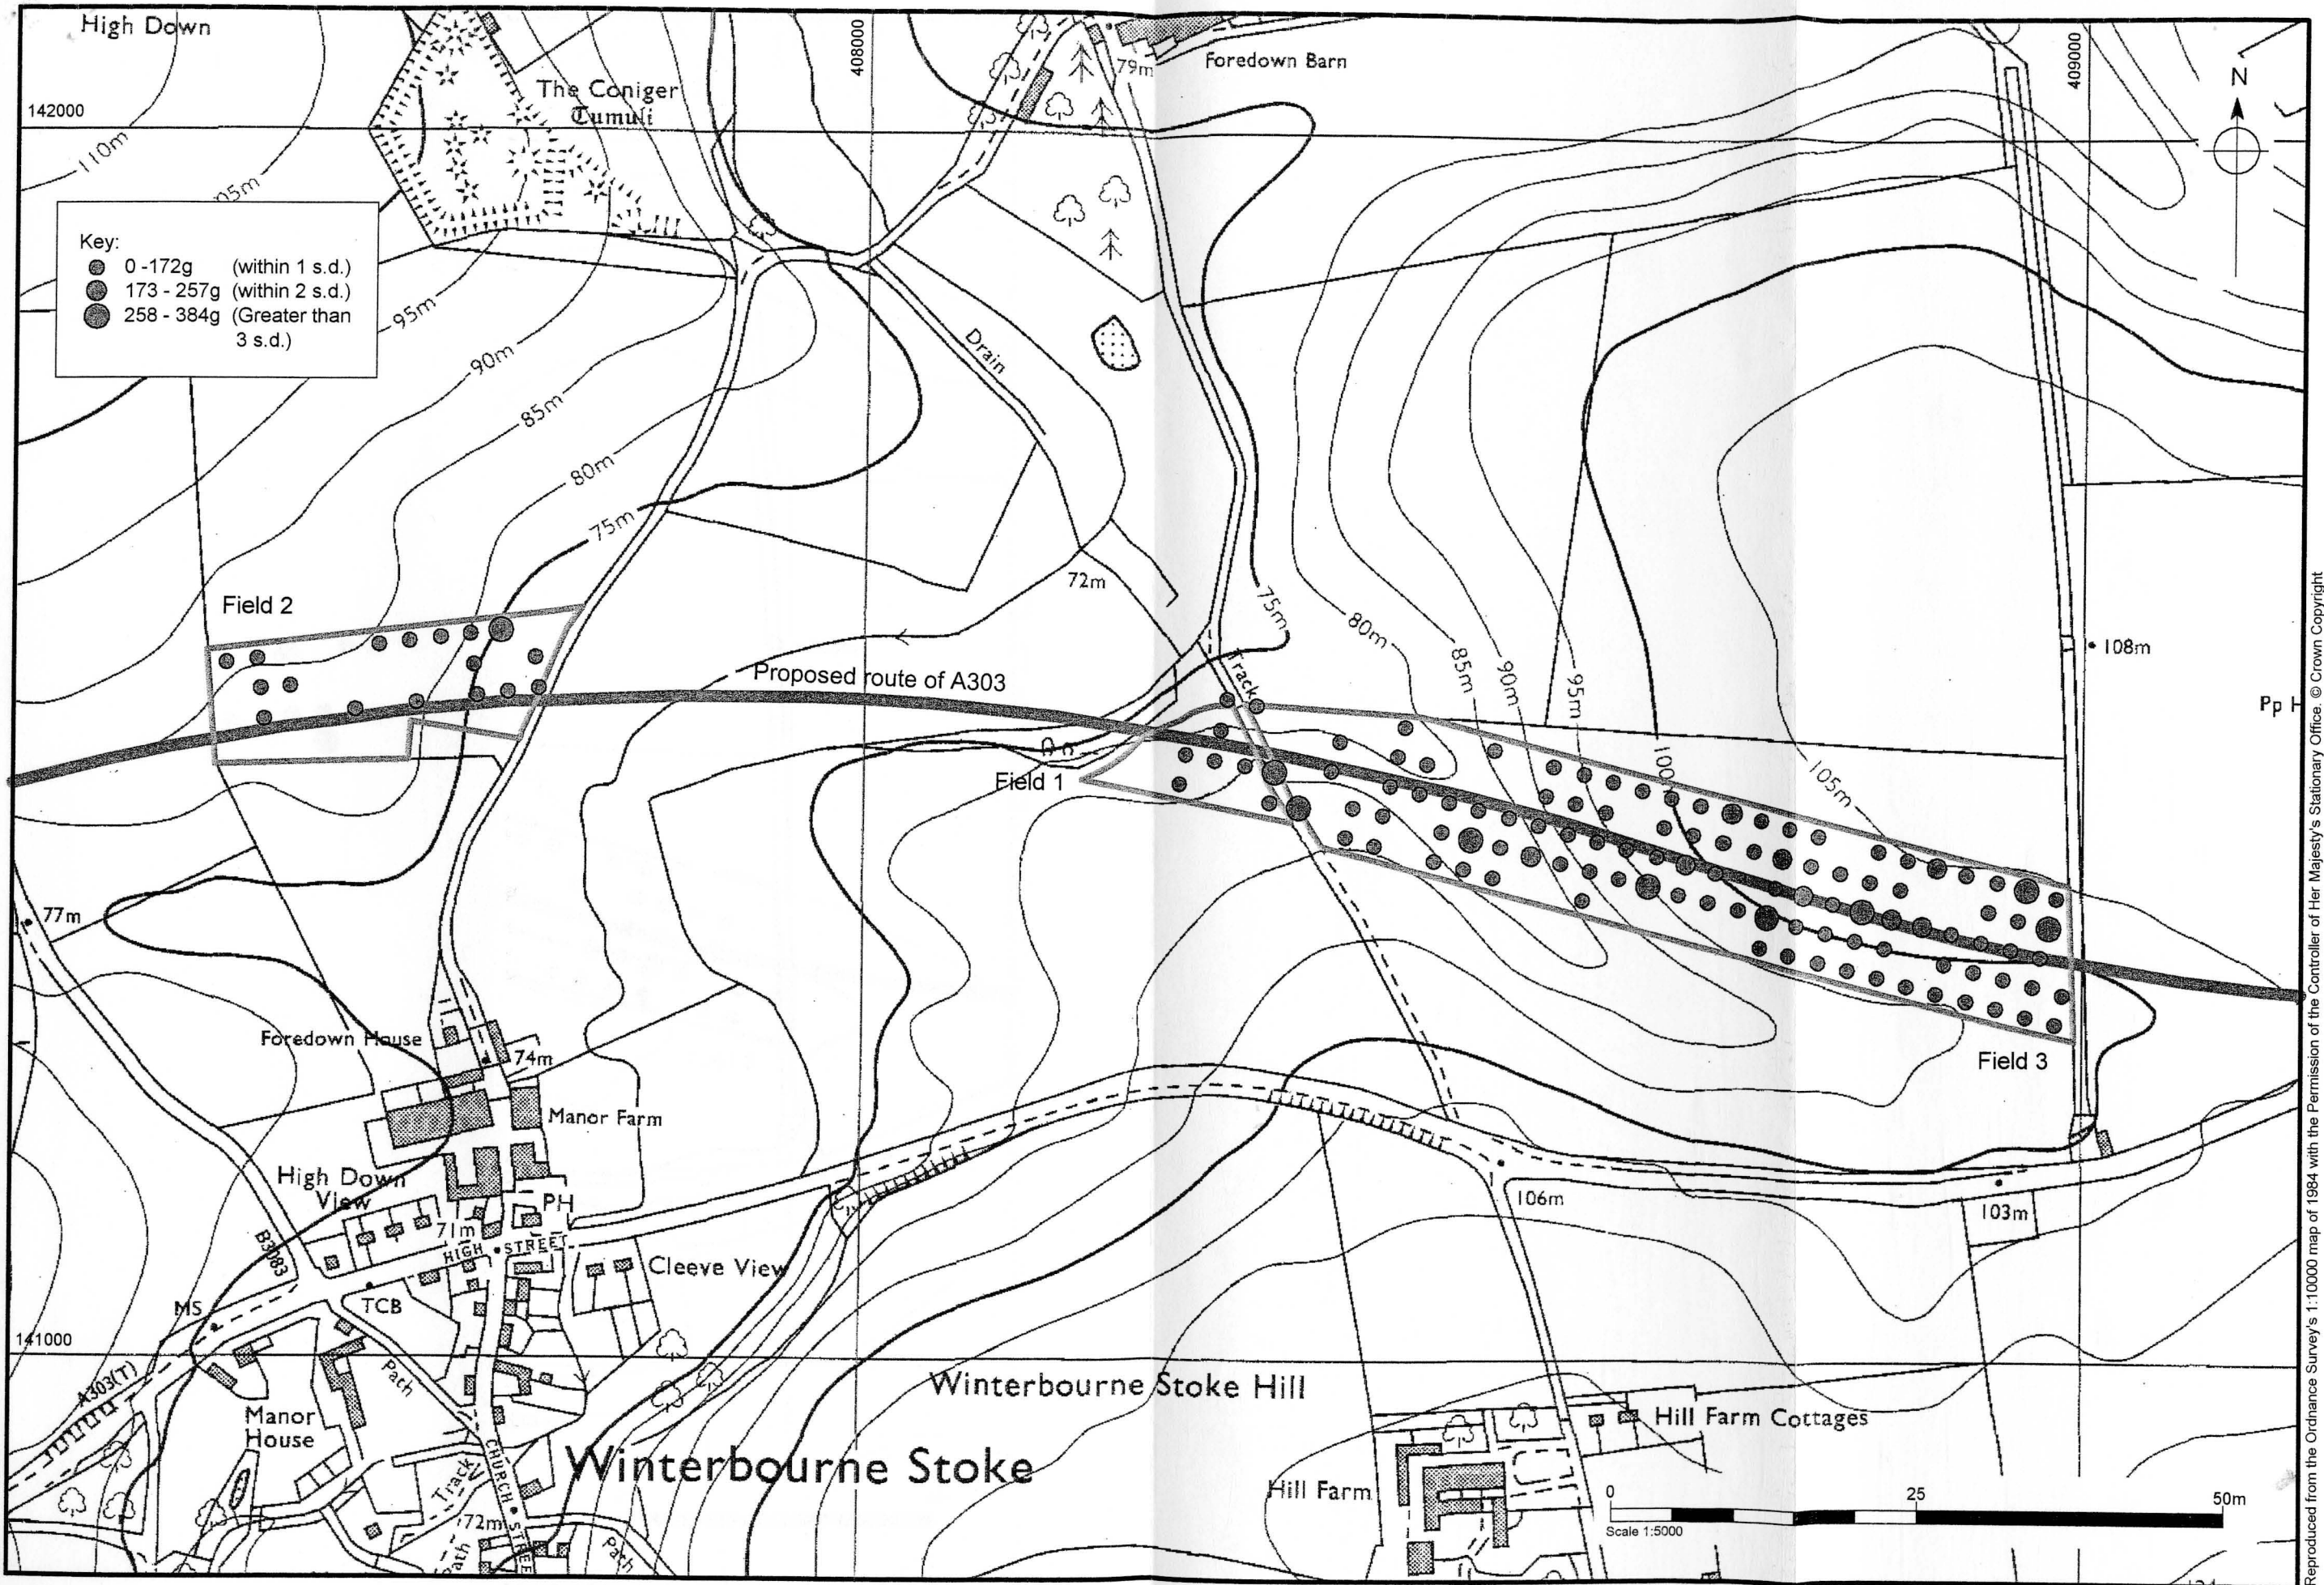 High Down
408000
79m
Foredown Barn
409000
N
142000
The Coniger
Tumuli
110m
105m
Key:
0 -172g (within 1 s.d.)
173 - 257g (within 2 s.d.)
258 - 384g (Greater than
3 s.d.)
95m
90m
85m
80m
75m
Drain
72m
75m
80m
85m
90m
95m
100
105m
108m
Pp H
Field 2
Proposed route of A303
Track
Field 1
Field 3
77m
Foredown House
74m
Manor Farm
High Down
View
PH
71m
HIGH STREET
B3083
Cleeve View
MS
TCB
106m
103m
141000
A303(T)
Path
Manor
House
CHURCH STREE
Track
72m
Path
Path
Winterbourne Stoke Hill
Winterbourne Stoke
Hill Farm Cottages
Hill Farm
0 25 50m
Scale 1:5000
Reproduced from the Ordnance Survey's 1:10000 map of 1984 with the Permission of the Controller of Her Majesty's Stationary Office. © Crown Copyright